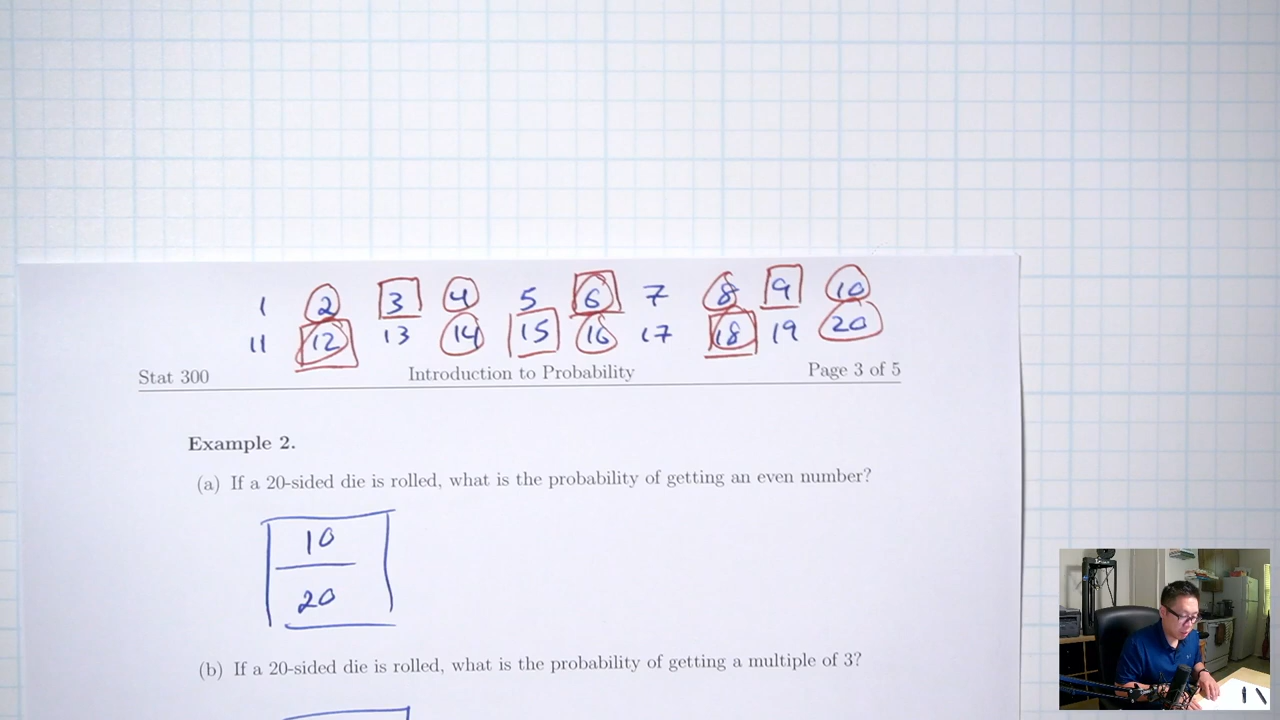 1 2 3 4 5 6 7 8 9 10
11 12 13 14 15 16 17 18 19 20
Stat 300 Introduction to Probability Page 3 of 5
Example 2.
(a) If a 20-sided die is rolled, what is the probability of getting an even number?
10
20
(b) If a 20-sided die is rolled, what is the probability of getting a multiple of 3?